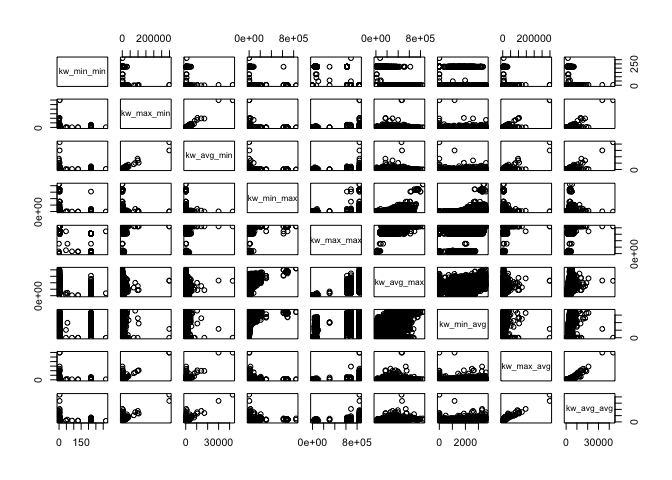 0 200000 0e+00 8e+05 0e+00 8e+05 0 200000
kw_min_min 0 250
0 kw_max_min
kw_avg_min
0e+00 kw_min_max
kw_max_max 0e+00
0e+00 kw_avg_max
kw_min_avg
0 kw_max_avg
kw_avg_avg 0
0 150 0 30000 0e+00 8e+05 0 2000 0 30000